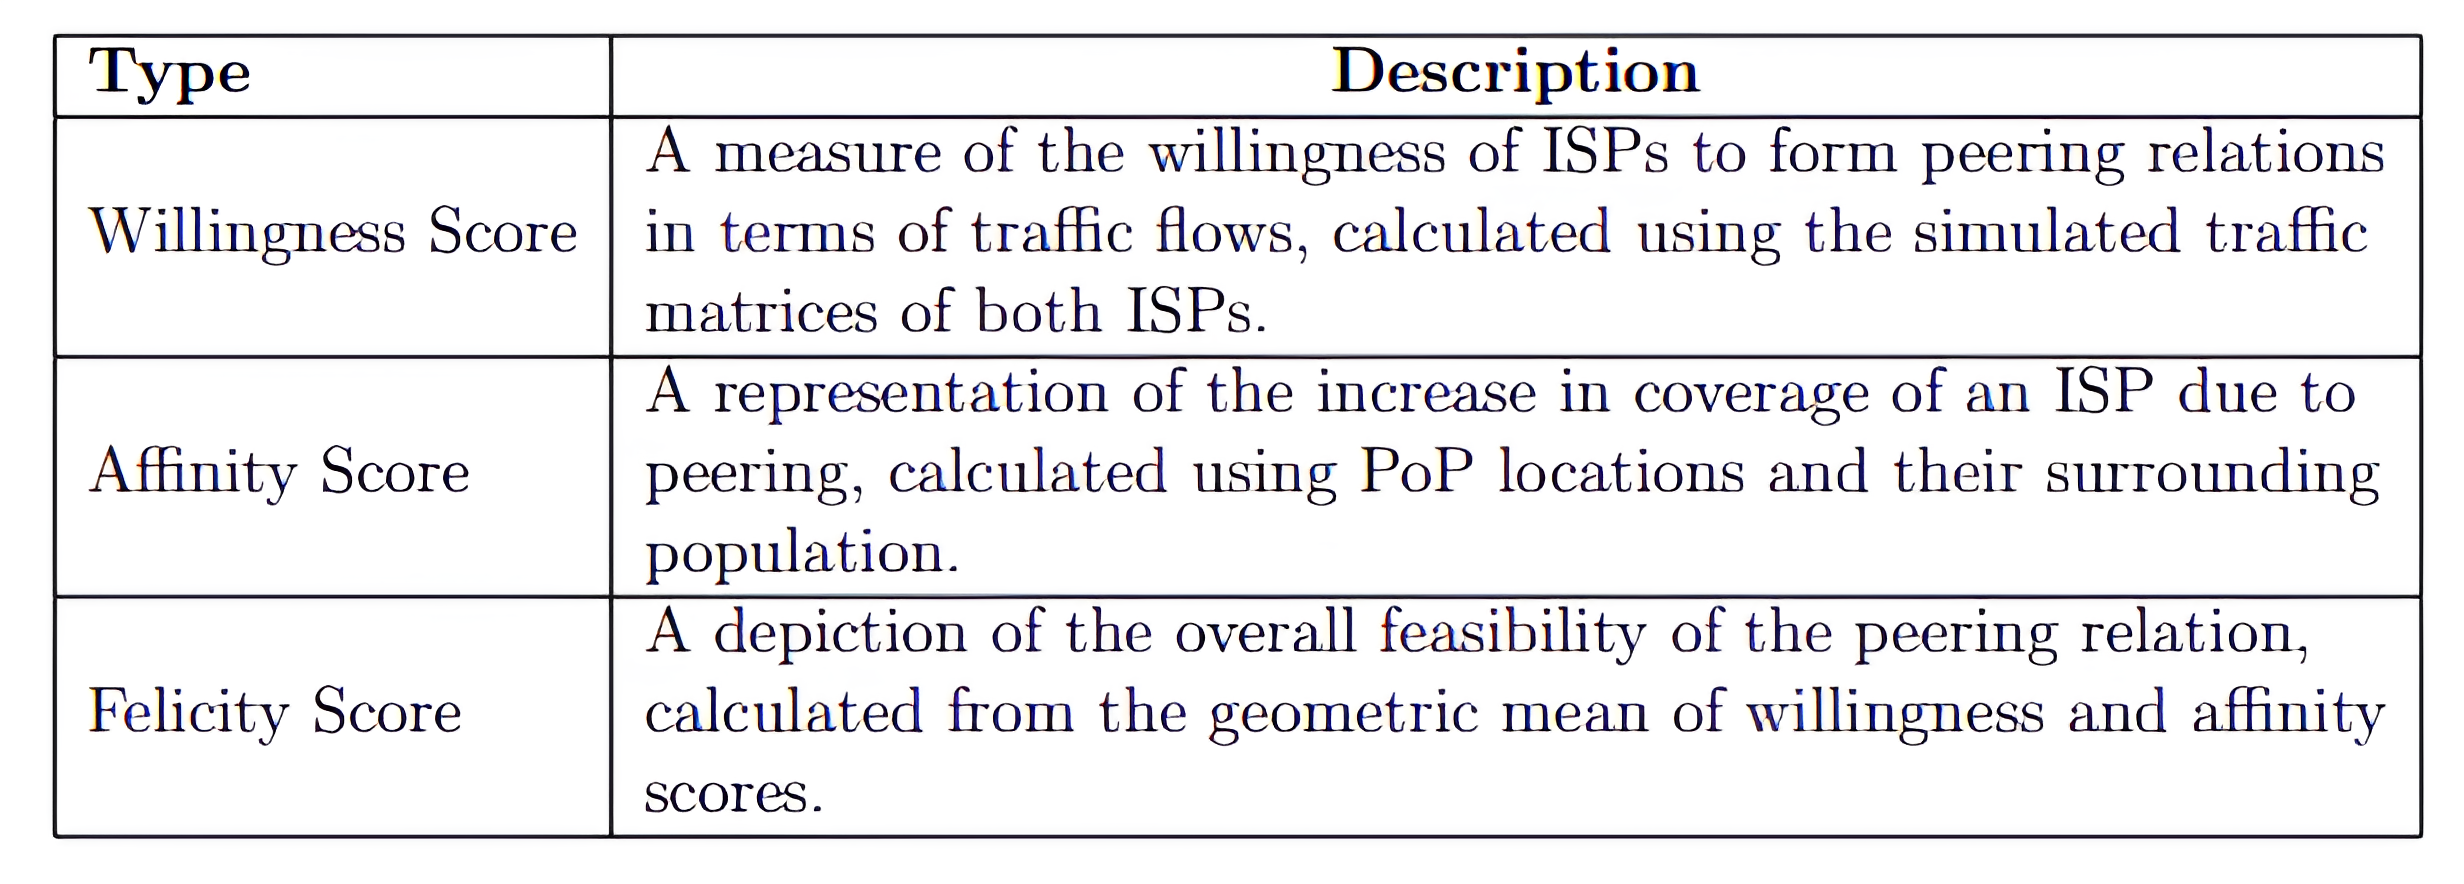 Type
Description
Willingness Score
A measure of the willingness of ISPs to form peering relations
in terms of traffic flows, calculated using the simulated traffic
matrices of both ISPs.
Affinity Score
A representation of the increase in coverage of an ISP due to
peering, calculated using PoP locations and their surrounding
population.
Felicity Score
A depiction of the overall feasibility of the peering relation,
calculated from the geometric mean of willingness and affinity
scores.